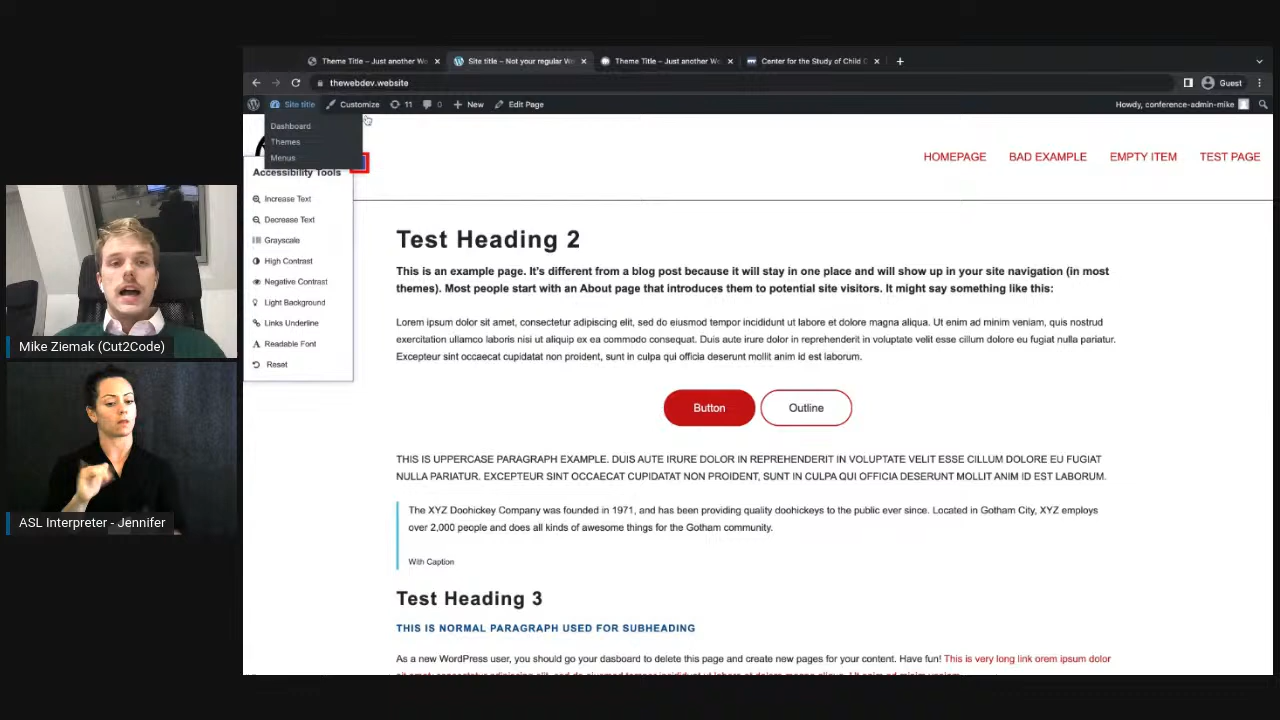 Theme Title – Just another Wo
Site title – Not your regular W
Theme Title – Just another Wo
Center for the Study of Child C
thewebdev.website
Guest
Site title
Customize
11
0
New
Edit Page
Howdy, conference-admin-mike
Dashboard
Themes
Menus
Accessibility Tools
Increase Text
Decrease Text
Grayscale
High Contrast
Negative Contrast
Light Background
Links Underline
Readable Font
Reset
HOMEPAGE
BAD EXAMPLE
EMPTY ITEM
TEST PAGE
Test Heading 2
This is an example page. It's different from a blog post because it will stay in one place and will show up in your site navigation (in most
themes). Most people start with an About page that introduces them to potential site visitors. It might say something like this:
Lorem ipsum dolor sit amet, consectetur adipiscing elit, sed do eiusmod tempor incididunt ut labore et dolore magna aliqua. Ut enim ad minim veniam, quis nostrud
exercitation ullamco laboris nisi ut aliquip ex ea commodo consequat. Duis aute irure dolor in reprehenderit in voluptate velit esse cillum dolore eu fugiat nulla pariatur.
Excepteur sint occaecat cupidatat non proident, sunt in culpa qui officia deserunt mollit anim id est laborum.
Button
Outline
THIS IS UPPERCASE PARAGRAPH EXAMPLE. DUIS AUTE IRURE DOLOR IN REPREHENDERIT IN VOLUPTATE VELIT ESSE CILLUM DOLORE EU FUGIAT
NULLA PARIATUR. EXCEPTEUR SINT OCCAECAT CUPIDATAT NON PROIDENT, SUNT IN CULPA QUI OFFICIA DESERUNT MOLLIT ANIM ID EST LABORUM.
The XYZ Doohickey Company was founded in 1971, and has been providing quality doohickeys to the public ever since. Located in Gotham City, XYZ employs
over 2,000 people and does all kinds of awesome things for the Gotham community.
With Caption
Test Heading 3
THIS IS NORMAL PARAGRAPH USED FOR SUBHEADING
As a new WordPress user, you should go your dasboard to delete this page and create new pages for your content. Have fun! This is very long link orem ipsum dolor
Mike Ziemak (Cut2Code)
ASL Interpreter - Jennifer